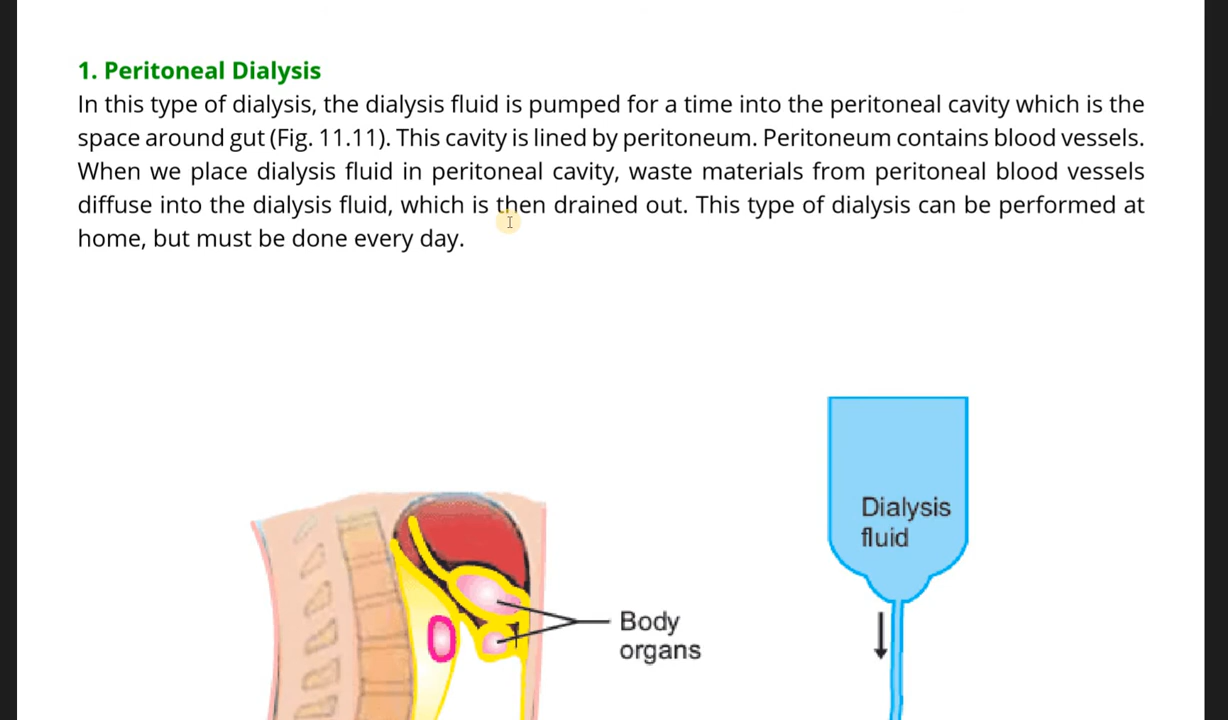 1. Peritoneal Dialysis
In this type of dialysis, the dialysis fluid is pumped for a time into the peritoneal cavity which is the
space around gut (Fig. 11.11). This cavity is lined by peritoneum. Peritoneum contains blood vessels.
When we place dialysis fluid in peritoneal cavity, waste materials from peritoneal blood vessels
diffuse into the dialysis fluid, which is then drained out. This type of dialysis can be performed at
home, but must be done every day.
Dialysis
fluid
Body
organs